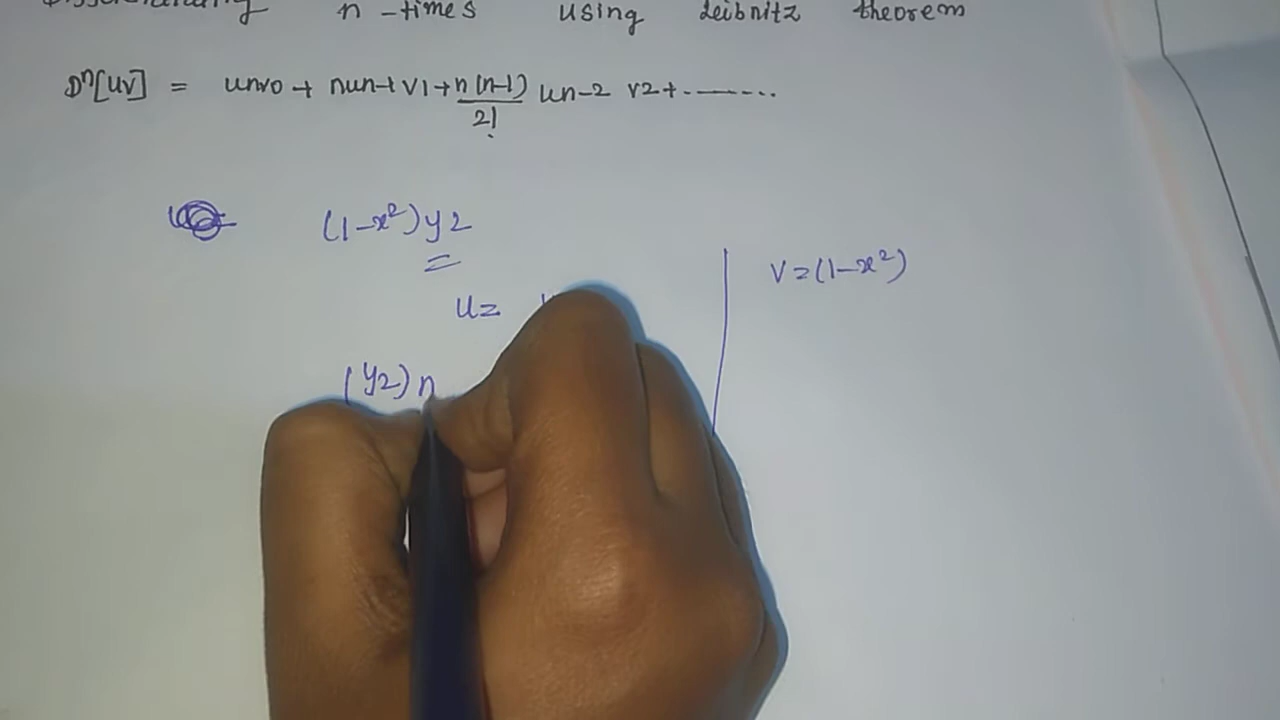 n-times using Leibnitz theorem
Dⁿ[uv] = unv0 + nun-1 v1 + n(n-1)/2! un-2 v2 + .......
(1-x²)y2
u =
v = (1-x²)
(y2)n